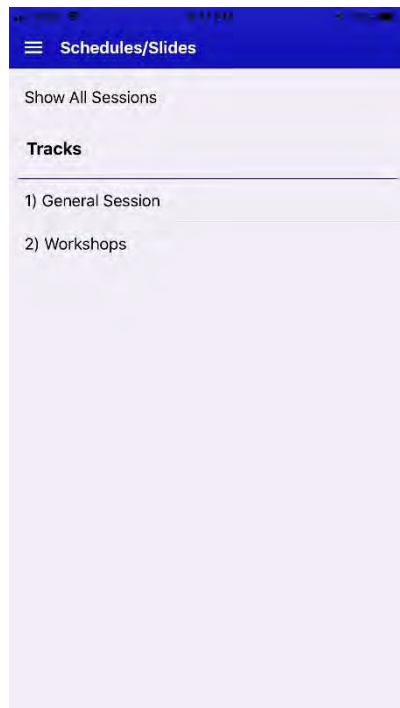 Schedules/Slides
Show All Sessions
Tracks
1) General Session
2) Workshops